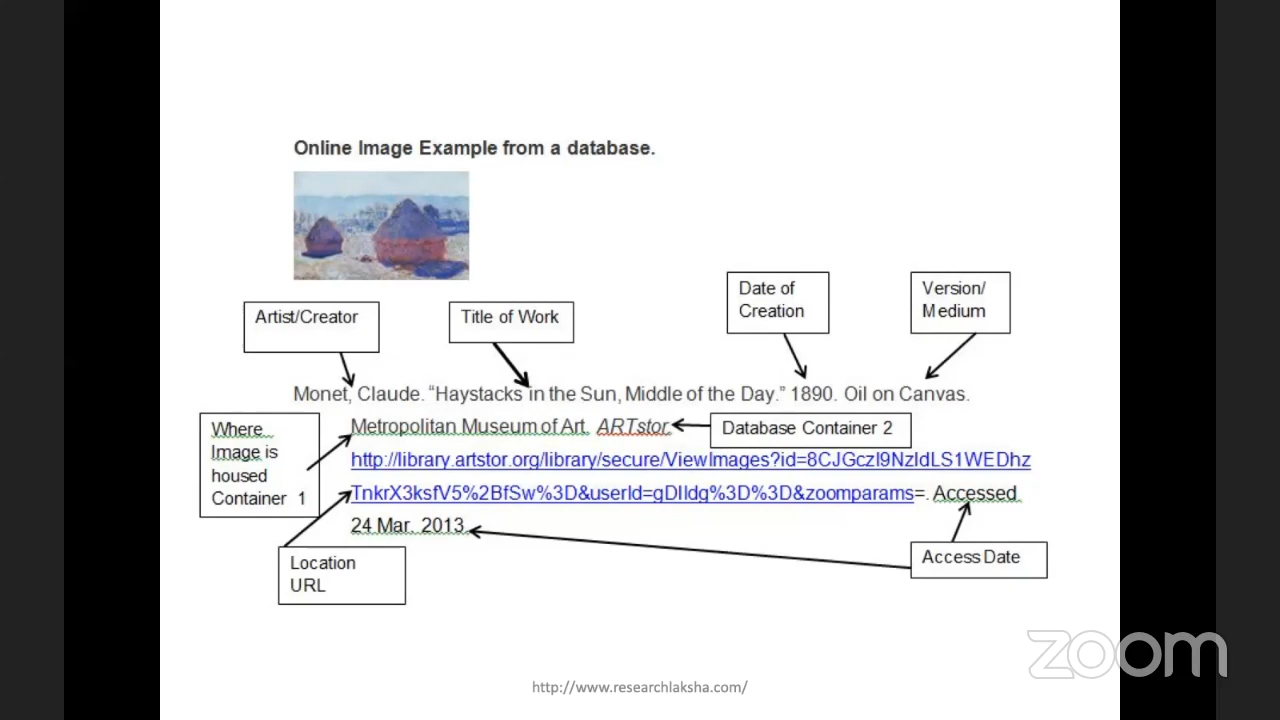 Online Image Example from a database.
Artist/Creator
Title of Work
Date of
Creation
Version/
Medium
Monet, Claude. “Haystacks in the Sun, Middle of the Day.” 1890. Oil on Canvas.
Where
Image is
housed
Container 1
Metropolitan Museum of Art. ARTstor.
Database Container 2
http://library.artstor.org/library/secure/ViewImages?id=8CJGczI9NzldLS1WEDhz
TnkrX3ksfV5%2BfSw%3D&userId=gDIldg%3D%3D&zoomparams=. Accessed
24 Mar. 2013.
Location
URL
Access Date
zoom
http://www.researchlaksha.com/